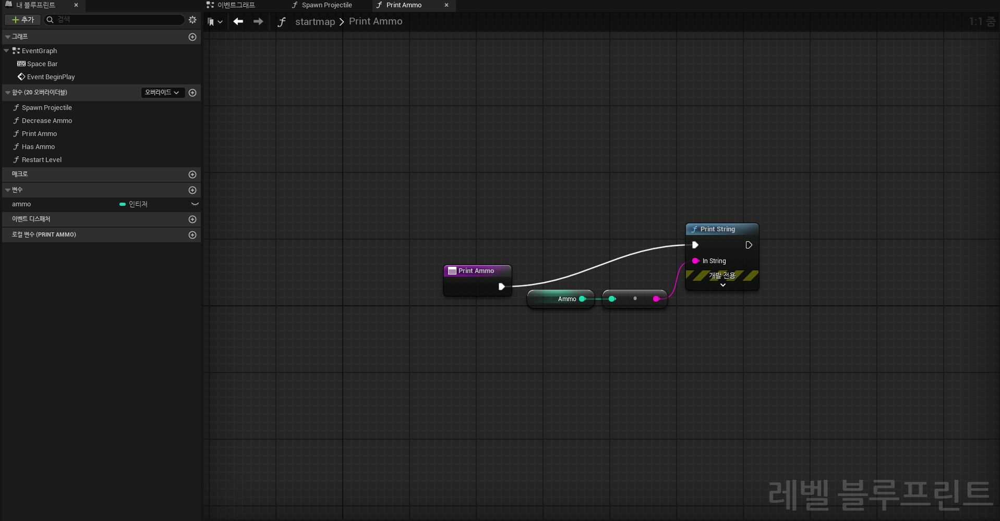 내 블루프린트
이벤트그래프
Spawn Projectile
Print Ammo
추가
검색
startmap > Print Ammo
1:1 줌
그래프
EventGraph
Space Bar
Event BeginPlay
함수 (20 오버라이더블)
오버라이드
Spawn Projectile
Decrease Ammo
Print Ammo
Has Ammo
Restart Level
매크로
변수
ammo
인티저
이벤트 디스패처
로컬 변수 (PRINT AMMO)
Print String
In String
개발 전용
Print Ammo
Ammo
레벨 블루프린트